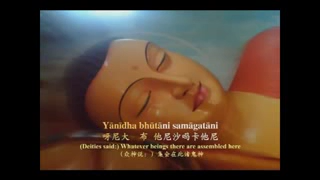 Yānidha bhūtāni samāgatāni
呀尼大 布 他尼沙嗎卡他尼
(Deities said:) Whatever beings there are assembled here
（众神说：）集会在此诸鬼神